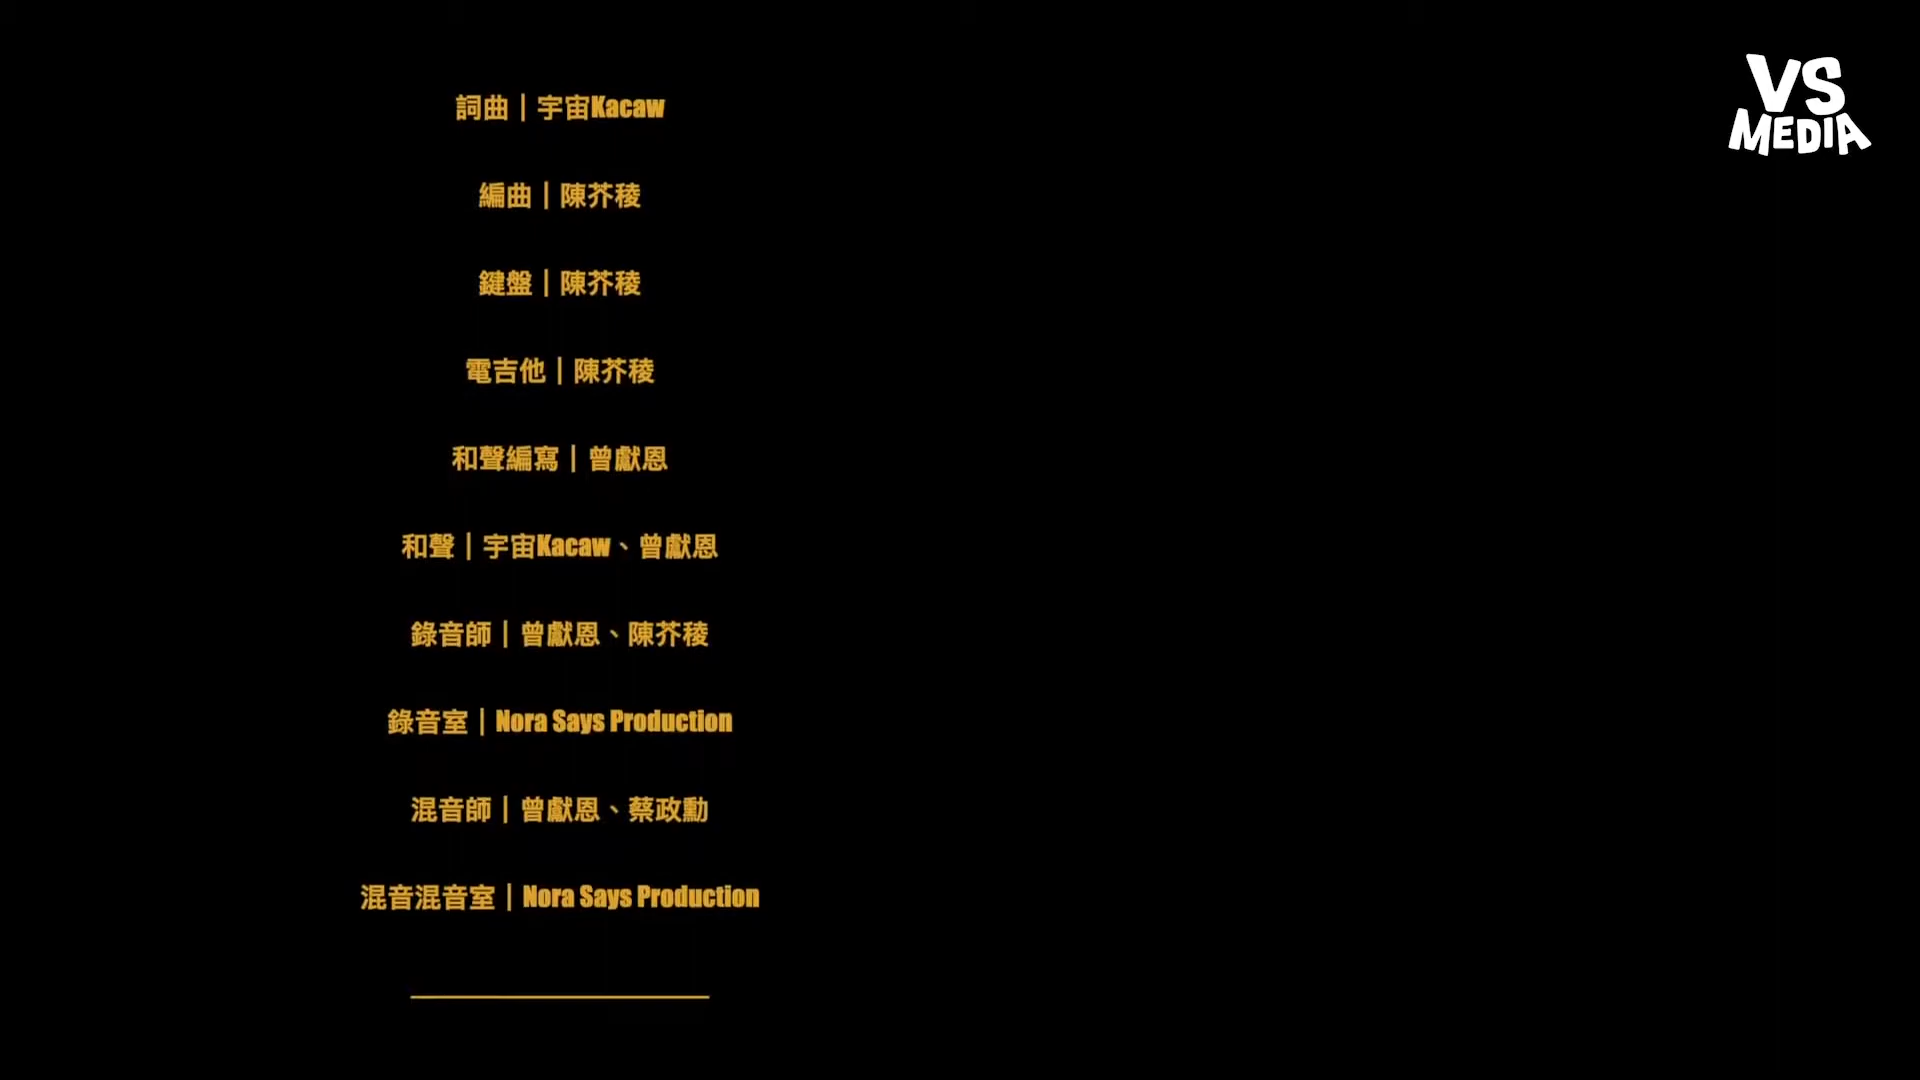 詞曲｜宇宙Kacaw
編曲｜陳芥稜
鍵盤｜陳芥稜
電吉他｜陳芥稜
和聲編寫｜曾獻恩
和聲｜宇宙Kacaw、曾獻恩
錄音師｜曾獻恩、陳芥稜
錄音室｜Nora Says Production
混音師｜曾獻恩、蔡政勳
混音混音室｜Nora Says Production
VS
MEDIA